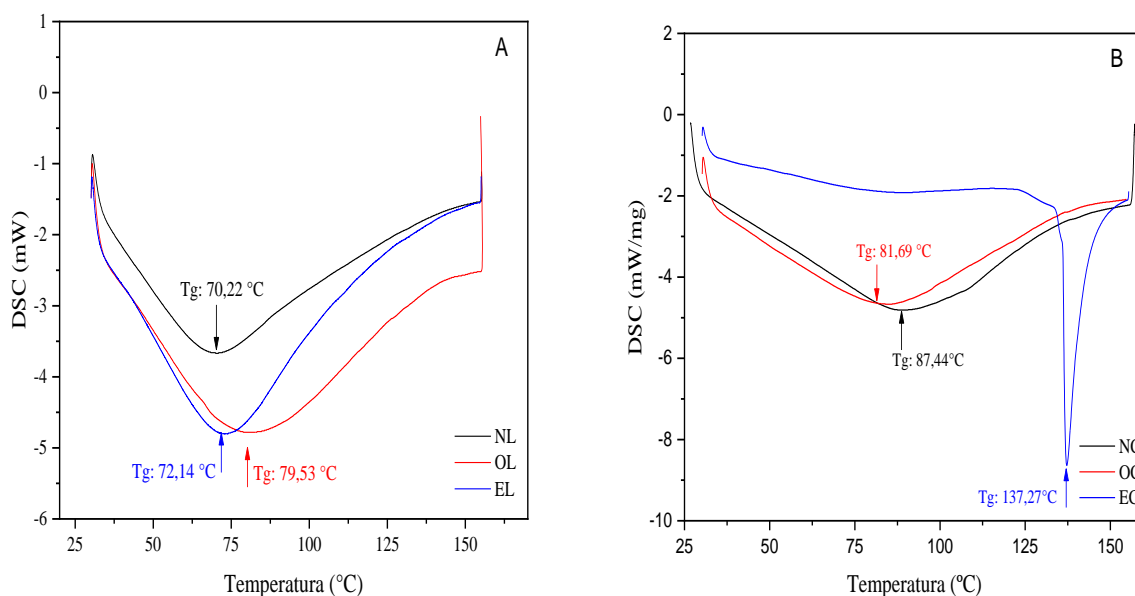 A
1
0
-1
-2
-3
-4
-5
-6
DSC (mW)
Tg: 70,22 °C
Tg: 72,14 °C
Tg: 79,53 °C
NL
OL
EL
25
50
75
100
125
150
Temperatura (°C)
B
2
0
-2
-4
-6
-8
-10
DSC (mW/mg)
Tg: 81,69 °C
Tg: 87,44°C
Tg: 137,27°C
25
50
75
100
125
150
Temperatura (ºC)